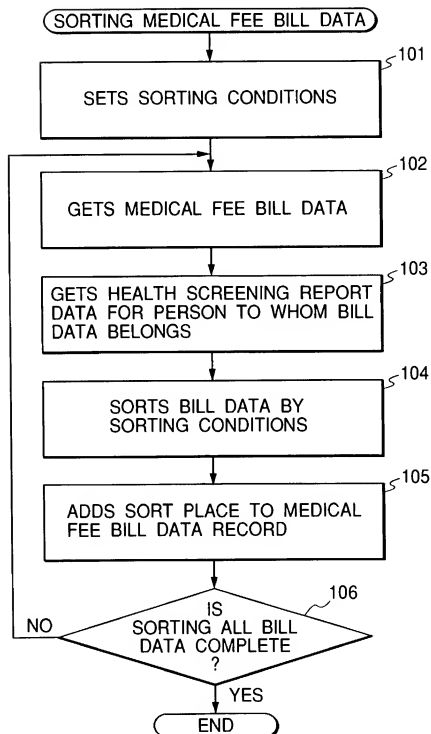 SORTING MEDICAL FEE BILL DATA
101
SETS SORTING CONDITIONS
102
GETS MEDICAL FEE BILL DATA
103
GETS HEALTH SCREENING REPORT
DATA FOR PERSON TO WHOM BILL
DATA BELONGS
104
SORTS BILL DATA BY
SORTING CONDITIONS
105
ADDS SORT PLACE TO MEDICAL
FEE BILL DATA RECORD
106
IS
SORTING ALL BILL
DATA COMPLETE
?
NO
YES
END